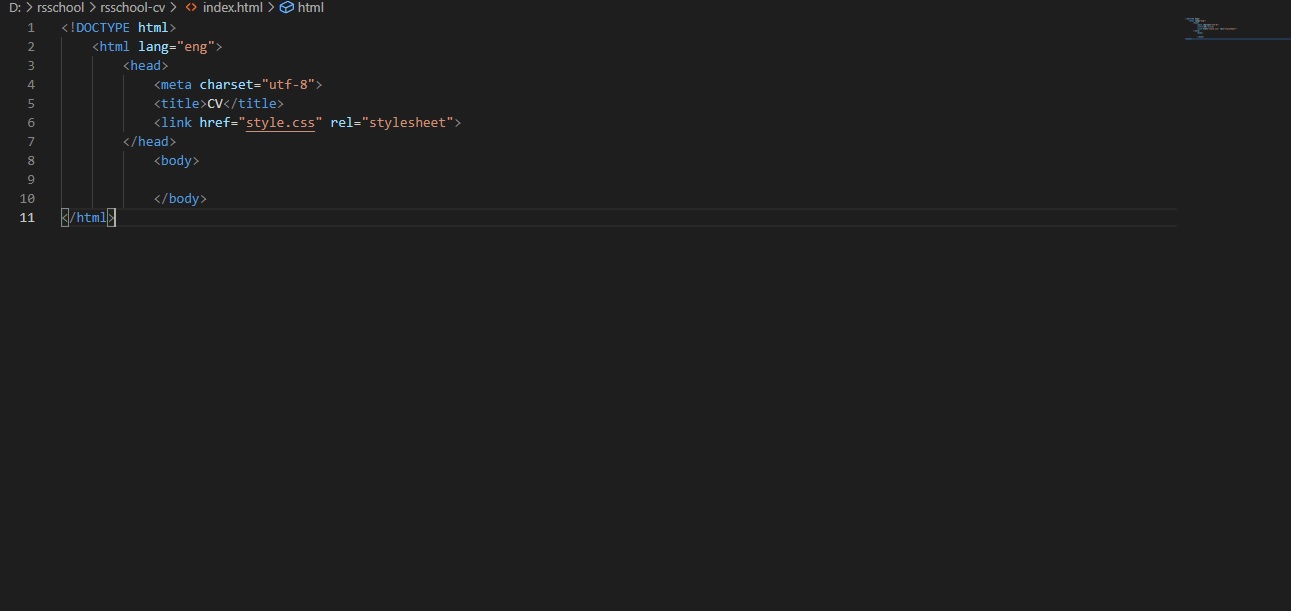 D: > rsschool > rsschool-cv > <> index.html > html
1 <!DOCTYPE html>
2 <html lang="eng">
3 <head>
4 <meta charset="utf-8">
5 <title>CV</title>
6 <link href="style.css" rel="stylesheet">
7 </head>
8 <body>
9
10 </body>
11 </html>